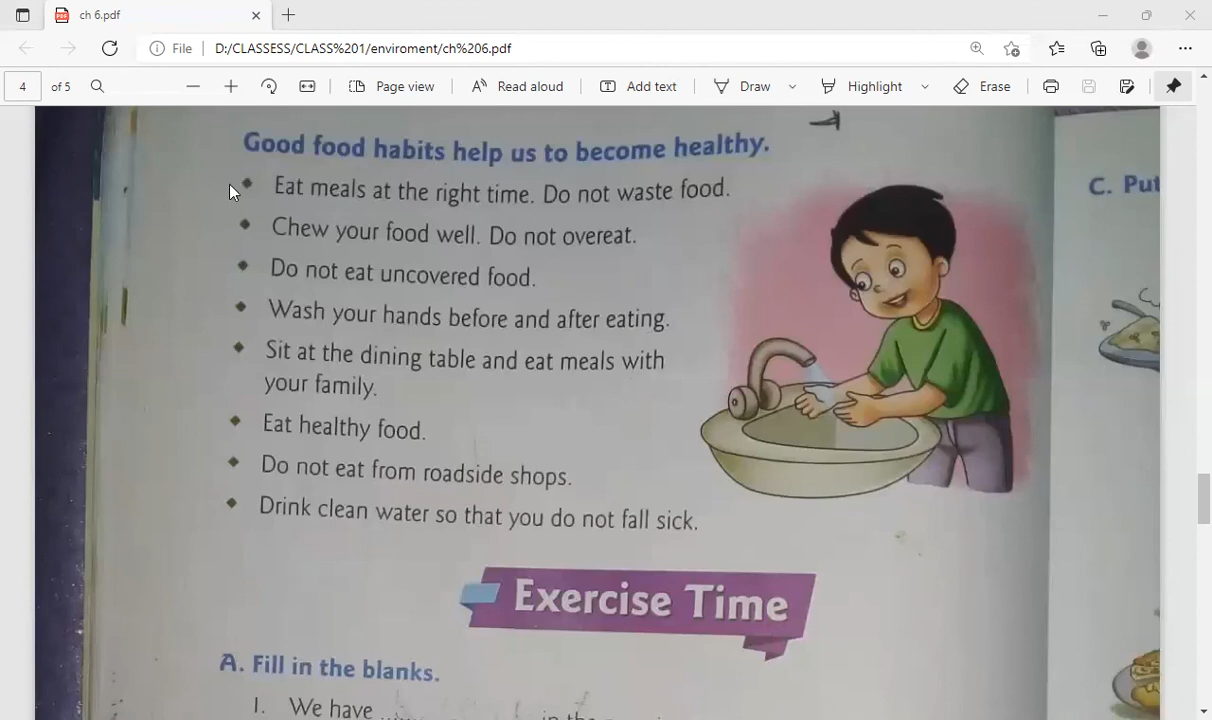 ch 6.pdf
File
D:/CLASSESS/CLASS%201/enviroment/ch%206.pdf
4 of 5
Page view
Read aloud
Add text
Draw
Highlight
Erase
Good food habits help us to become healthy.
Eat meals at the right time. Do not waste food.
Chew your food well. Do not overeat.
Do not eat uncovered food.
Wash your hands before and after eating.
Sit at the dining table and eat meals with
your family.
Eat healthy food.
Do not eat from roadside shops.
Drink clean water so that you do not fall sick.
Exercise Time
A. Fill in the blanks.
1. We have
in the
C. Put